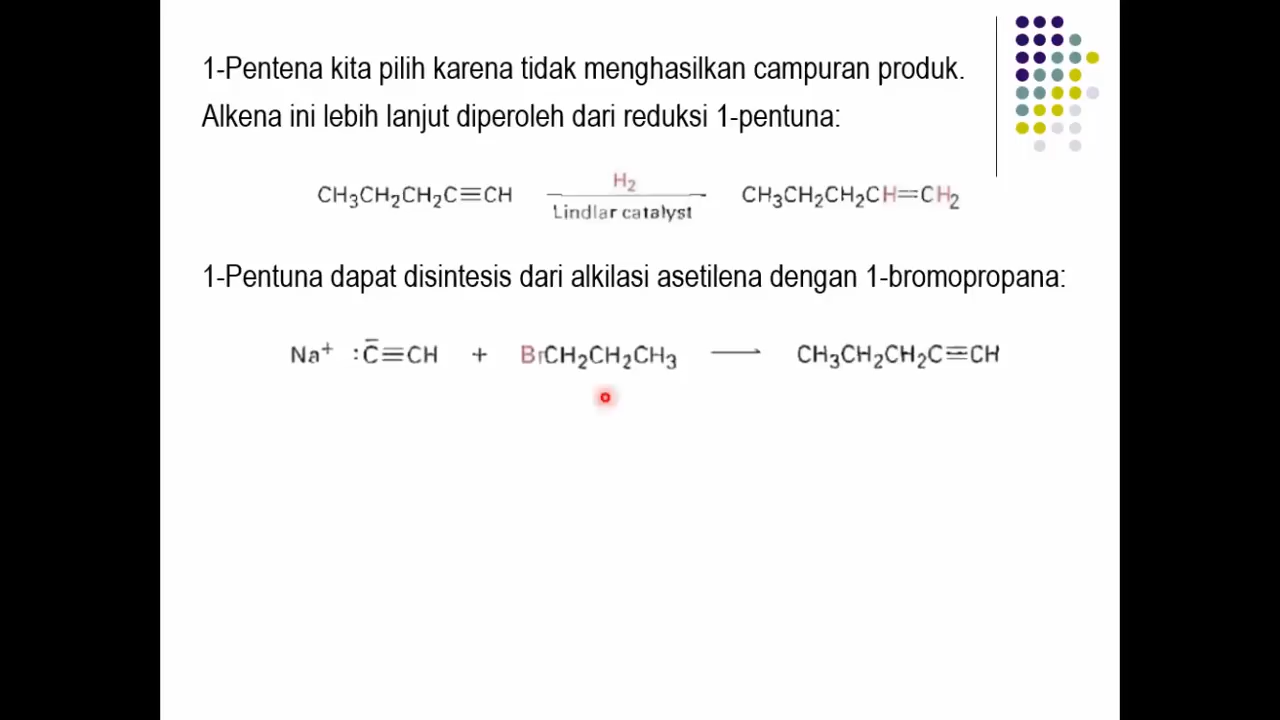 1-Pentena kita pilih karena tidak menghasilkan campuran produk.
Alkena ini lebih lanjut diperoleh dari reduksi 1-pentuna:
CH₃CH₂CH₂C≡CH H₂ Lindlar catalyst CH₃CH₂CH₂CH=CH₂
1-Pentuna dapat disintesis dari alkilasi asetilena dengan 1-bromopropana:
Na⁺ :C̄≡CH + BrCH₂CH₂CH₃ → CH₃CH₂CH₂C≡CH